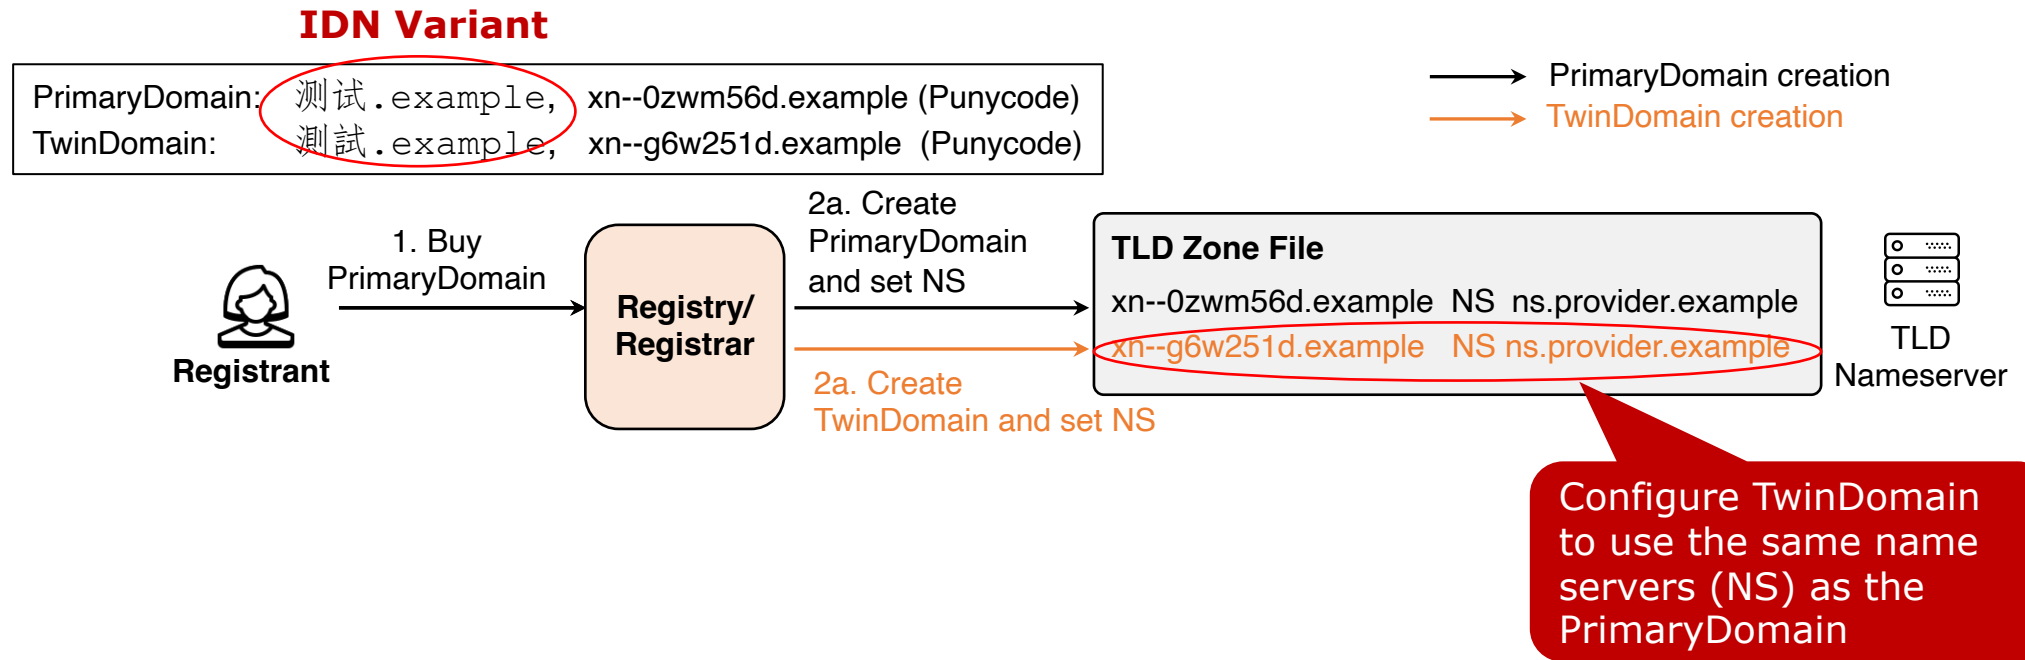 IDN Variant
PrimaryDomain: 测试.example, xn--0zwm56d.example (Punycode)
TwinDomain: 測試.example, xn--g6w251d.example (Punycode)
PrimaryDomain creation
TwinDomain creation
1. Buy
PrimaryDomain
Registrant
Registry/
Registrar
2a. Create
PrimaryDomain
and set NS
2a. Create
TwinDomain and set NS
TLD Zone File
xn--0zwm56d.example NS ns.provider.example
xn--g6w251d.example NS ns.provider.example
TLD
Nameserver
Configure TwinDomain
to use the same name
servers (NS) as the
PrimaryDomain